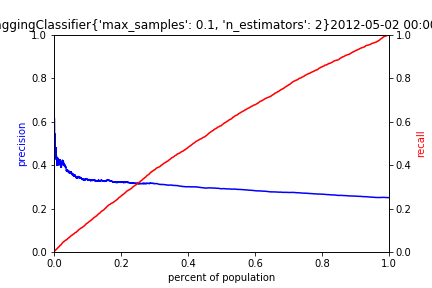 aggingClassifier{'max_samples': 0.1, 'n_estimators': 2}2012-05-02 00:00
1.0 1.0
0.8 0.8
0.6 0.6
precision recall
0.4 0.4
0.2 0.2
0.0 0.0
0.0 0.2 0.4 0.6 0.8 1.0
percent of population